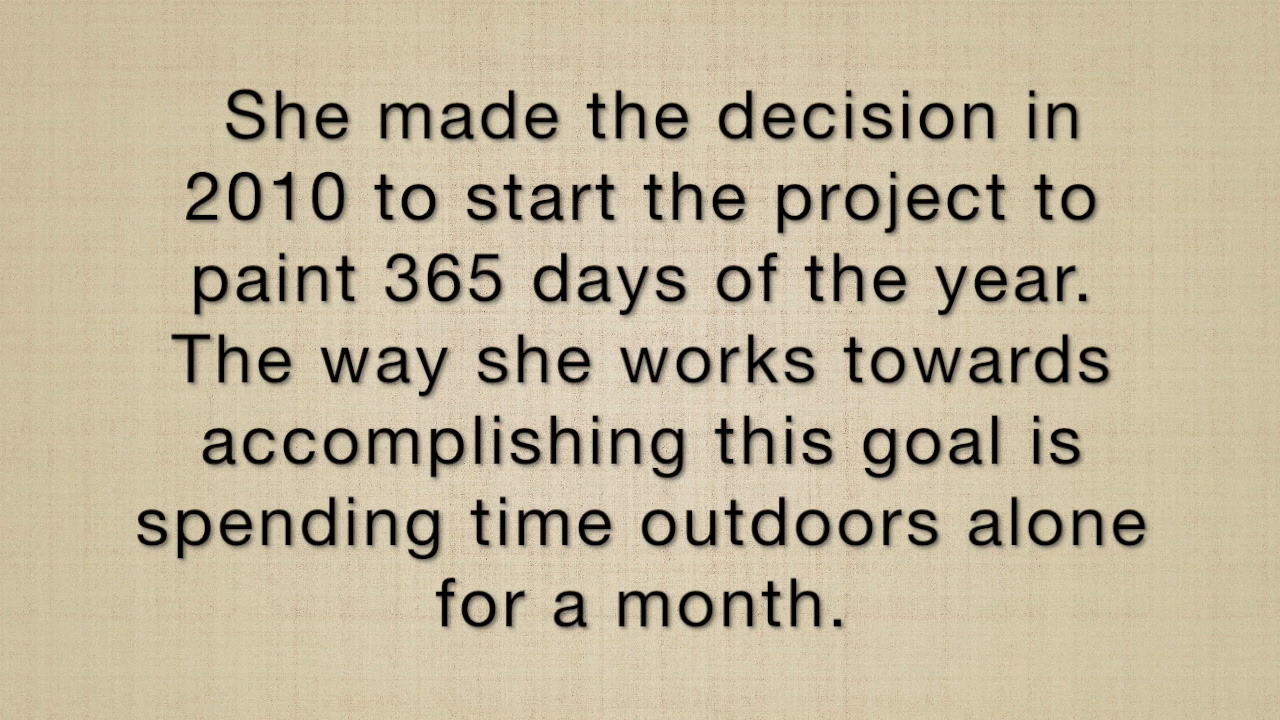 She made the decision in
2010 to start the project to
paint 365 days of the year.
The way she works towards
accomplishing this goal is
spending time outdoors alone
for a month.